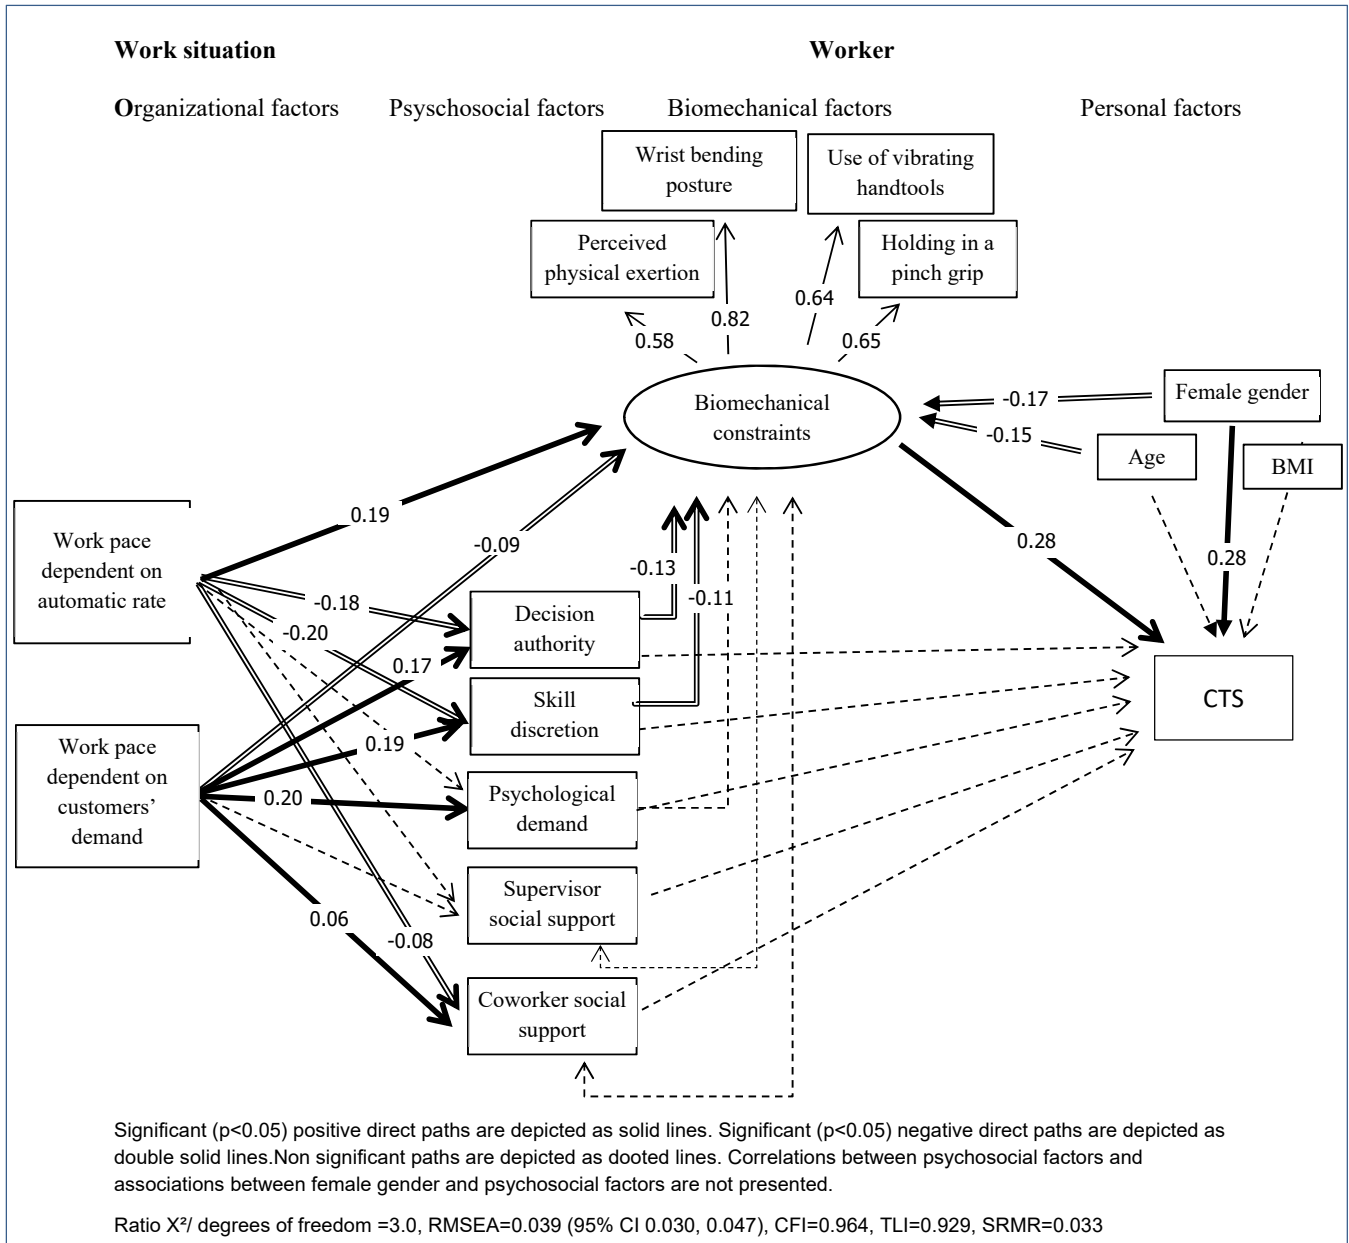 Work situation
Worker
Organizational factors
Psyschosocial factors
Biomechanical factors
Personal factors
Wrist bending
posture
Use of vibrating
handtools
Perceived
physical exertion
Holding in a
pinch grip
0.58
0.82
0.64
0.65
Biomechanical
constraints
Female gender
-0.17
-0.15
Age
BMI
Work pace
dependent on
automatic rate
0.19
-0.09
-0.18
-0.20
-0.13
-0.11
0.28
0.28
Decision
authority
0.17
Skill
discretion
CTS
Work pace
dependent on
customers’
demand
0.19
0.20
Psychological
demand
Supervisor
social support
0.06
-0.08
Coworker social
support
Significant (p<0.05) positive direct paths are depicted as solid lines. Significant (p<0.05) negative direct paths are depicted as
double solid lines.Non significant paths are depicted as dooted lines. Correlations between psychosocial factors and
associations between female gender and psychosocial factors are not presented.
Ratio X²/ degrees of freedom =3.0, RMSEA=0.039 (95% CI 0.030, 0.047), CFI=0.964, TLI=0.929, SRMR=0.033